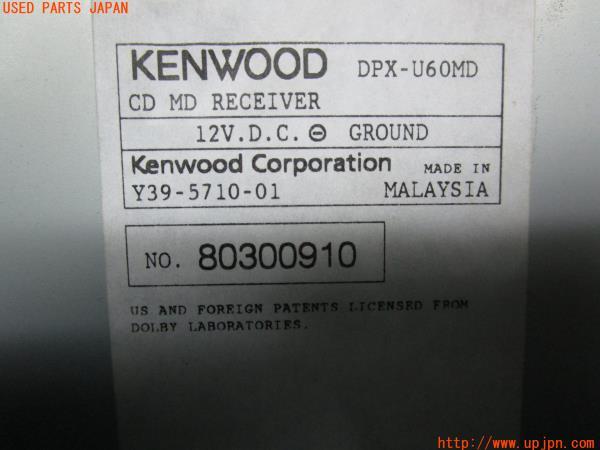 USED PARTS JAPAN
KENWOOD DPX-U60MD
CD MD RECEIVER
12V.D.C. ⊖ GROUND
Kenwood Corporation MADE IN
Y39-5710-01 MALAYSIA
NO. 80300910
US AND FOREIGN PATENTS LICENSED FROM
DOLBY LABORATORIES.
http://www.upjpn.com